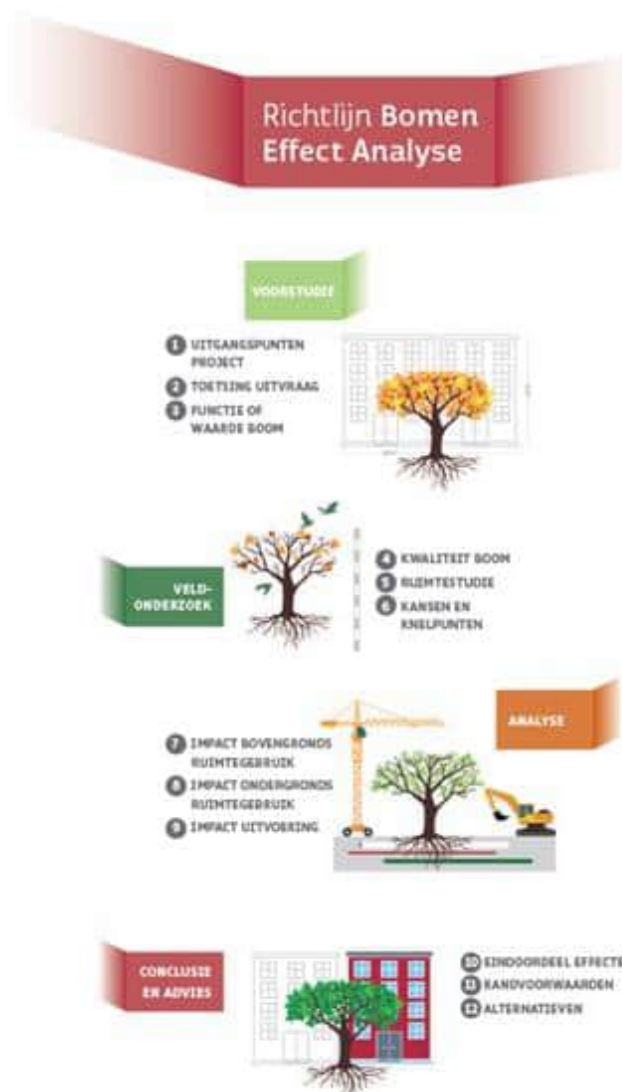 Richtlijn Bomen
Effect Analyse
VOORSTUDIE
1 UITGANGSPUNTEN
PROJECT
2 TOETSING UITVRAAG
3 FUNCTIE OF
WAARDE BOOM
VELD-
ONDERZOEK
4 KWALITEIT BOOM
5 RUIMTESTUDIE
6 KANSEN EN
KNELPUNTEN
ANALYSE
7 IMPACT BOVENGRONDS
RUIMTEGEBRUIK
8 IMPACT ONDERGRONDS
RUIMTEGEBRUIK
9 IMPACT UITVOERING
CONCLUSIE
EN ADVIES
10 EINDOORDEEL EFFECTE
11 RANDVOORWAARDEN
12 ALTERNATIEVEN